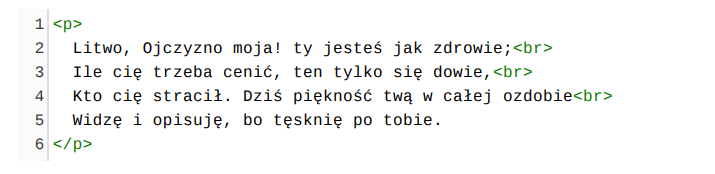 1 <p>
2 Litwo, Ojczyzno moja! ty jesteś jak zdrowie;<br>
3 Ile cię trzeba cenić, ten tylko się dowie,<br>
4 Kto cię stracił. Dziś piękność twą w całej ozdobie<br>
5 Widzę i opisuję, bo tęsknię po tobie.
6 </p>